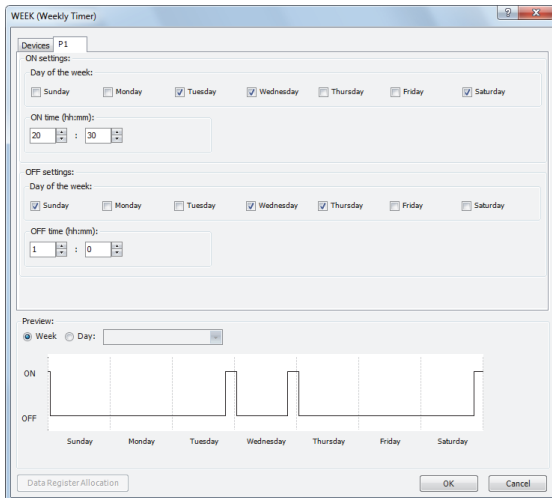 WEEK (Weekly Timer)
Devices P1
ON settings:
Day of the week:
Sunday Monday Tuesday Wednesday Thursday Friday Saturday
ON time (hh:mm):
20 : 30
OFF settings:
Day of the week:
Sunday Monday Tuesday Wednesday Thursday Friday Saturday
OFF time (hh:mm):
1 : 0
Preview:
Week Day:
ON
OFF
Sunday Monday Tuesday Wednesday Thursday Friday Saturday
Data Register Allocation OK Cancel